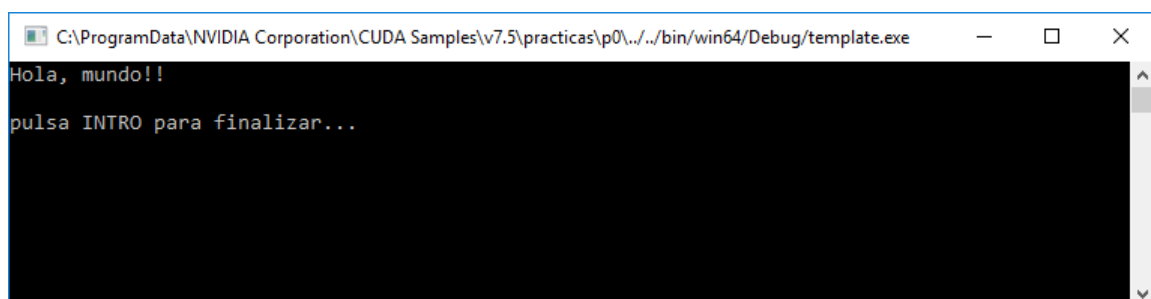 C:\ProgramData\NVIDIA Corporation\CUDA Samples\v7.5\practicas\p0\../../bin/win64/Debug/template.exe
Hola, mundo!!
pulsa INTRO para finalizar...